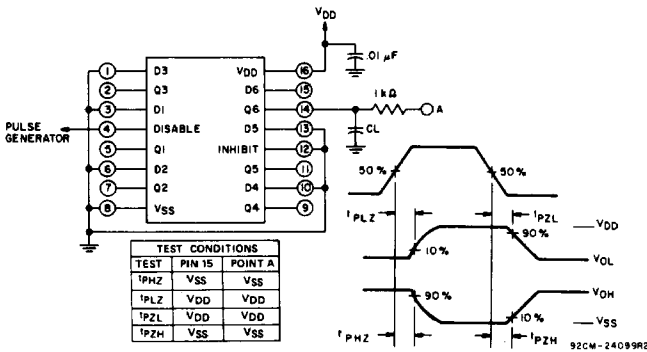 VDD
.01 μF
1 D3 VDD 16
2 Q3 D6 15
3 D1 Q6 14
1 kΩ
A
CL
PULSE GENERATOR
4 DISABLE D5 13
5 Q1 INHIBIT 12
6 D2 Q5 11
7 Q2 D4 10
8 VSS Q4 9
TEST CONDITIONS
TEST PIN 15 POINT A
tPHZ VSS VSS
tPLZ VDD VDD
tPZL VDD VDD
tPZH VSS VSS
50% 50%
tPLZ tPZL
VDD
10% 90%
VOL
VOH
90% 10%
VSS
tPHZ tPZH
92CM-24099R2